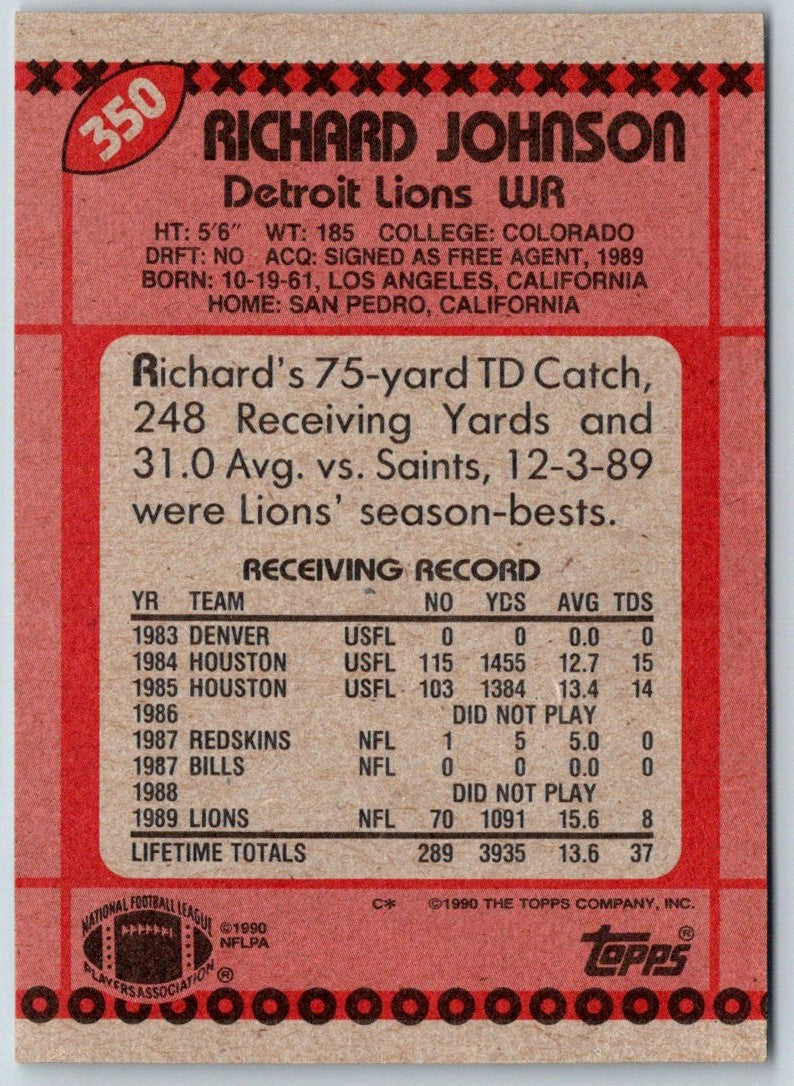 350
RICHARD JOHNSON
Detroit Lions WR
HT: 5'6" WT: 185 COLLEGE: COLORADO
DRFT: NO ACQ: SIGNED AS FREE AGENT, 1989
BORN: 10-19-61, LOS ANGELES, CALIFORNIA
HOME: SAN PEDRO, CALIFORNIA
Richard's 75-yard TD Catch,
248 Receiving Yards and
31.0 Avg. vs. Saints, 12-3-89
were Lions' season-bests.
RECEIVING RECORD
YR TEAM NO YDS AVG TDS
1983 DENVER USFL 0 0 0.0 0
1984 HOUSTON USFL 115 1455 12.7 15
1985 HOUSTON USFL 103 1384 13.4 14
1986 DID NOT PLAY
1987 REDSKINS NFL 1 5 5.0 0
1987 BILLS NFL 0 0 0.0 0
1988 DID NOT PLAY
1989 LIONS NFL 70 1091 15.6 8
LIFETIME TOTALS 289 3935 13.6 37
C* ©1990 THE TOPPS COMPANY, INC.
NATIONAL FOOTBALL LEAGUE
PLAYERS ASSOCIATION ®
©1990
NFLPA
topps ®